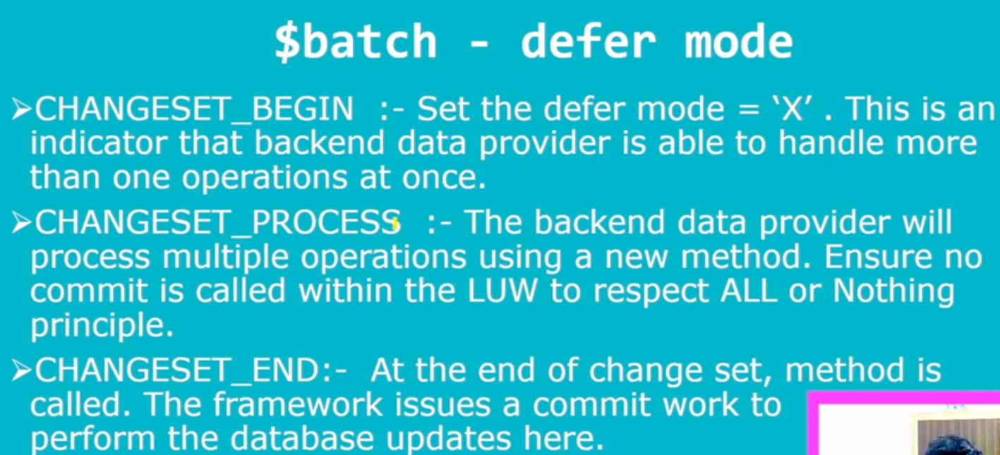 $batch - defer mode
➢CHANGESET_BEGIN :- Set the defer mode = ‘X’ . This is an
indicator that backend data provider is able to handle more
than one operations at once.
➢CHANGESET_PROCESS :- The backend data provider will
process multiple operations using a new method. Ensure no
commit is called within the LUW to respect ALL or Nothing
principle.
➢CHANGESET_END:- At the end of change set, method is
called. The framework issues a commit work to
perform the database updates here.